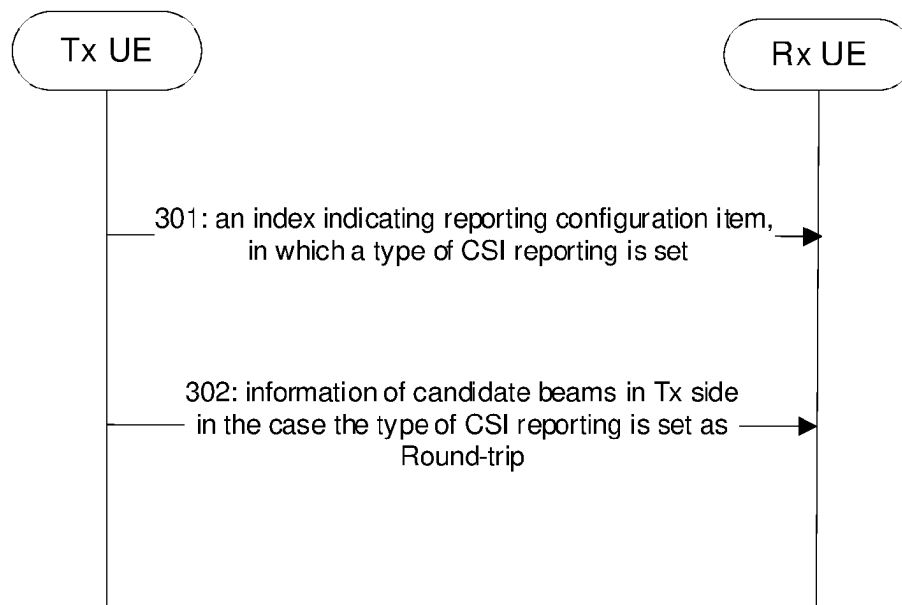 Tx UE
Rx UE
301: an index indicating reporting configuration item,
in which a type of CSI reporting is set
302: information of candidate beams in Tx side
in the case the type of CSI reporting is set as
Round-trip